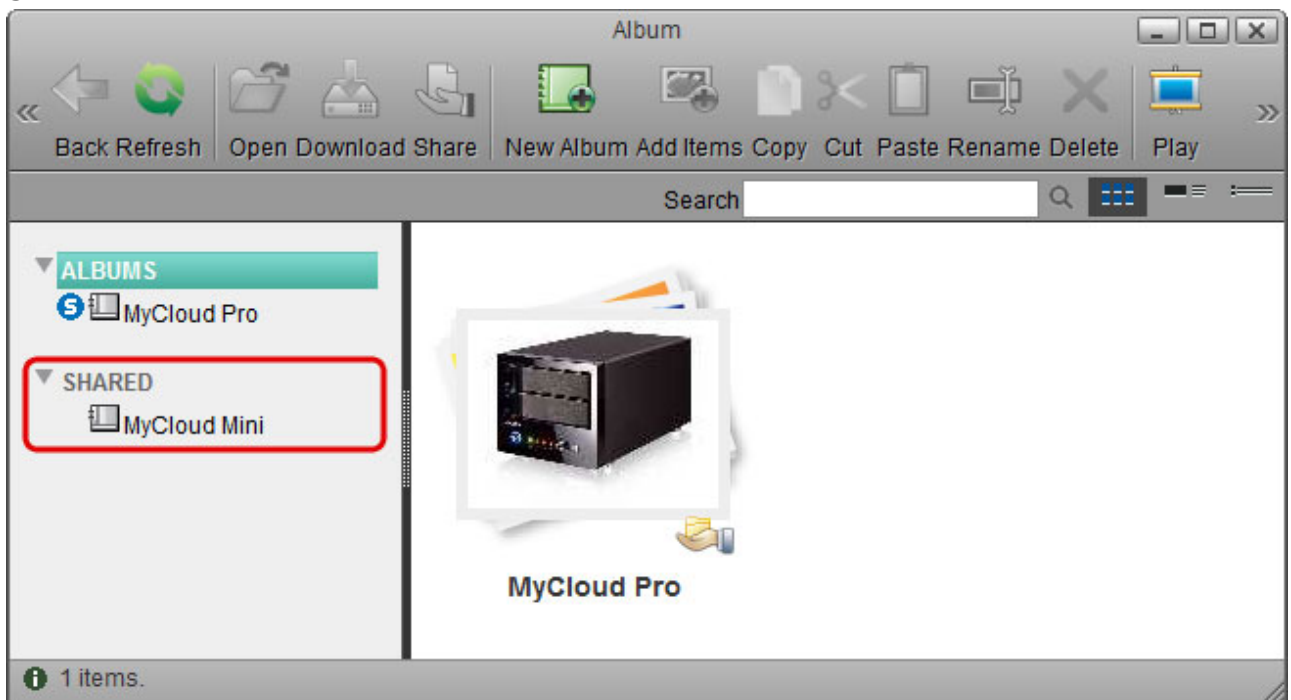 Album
Back Refresh Open Download Share New Album Add Items Copy Cut Paste Rename Delete Play
Search
ALBUMS
S MyCloud Pro
SHARED
MyCloud Mini
MyCloud Pro
1 items.